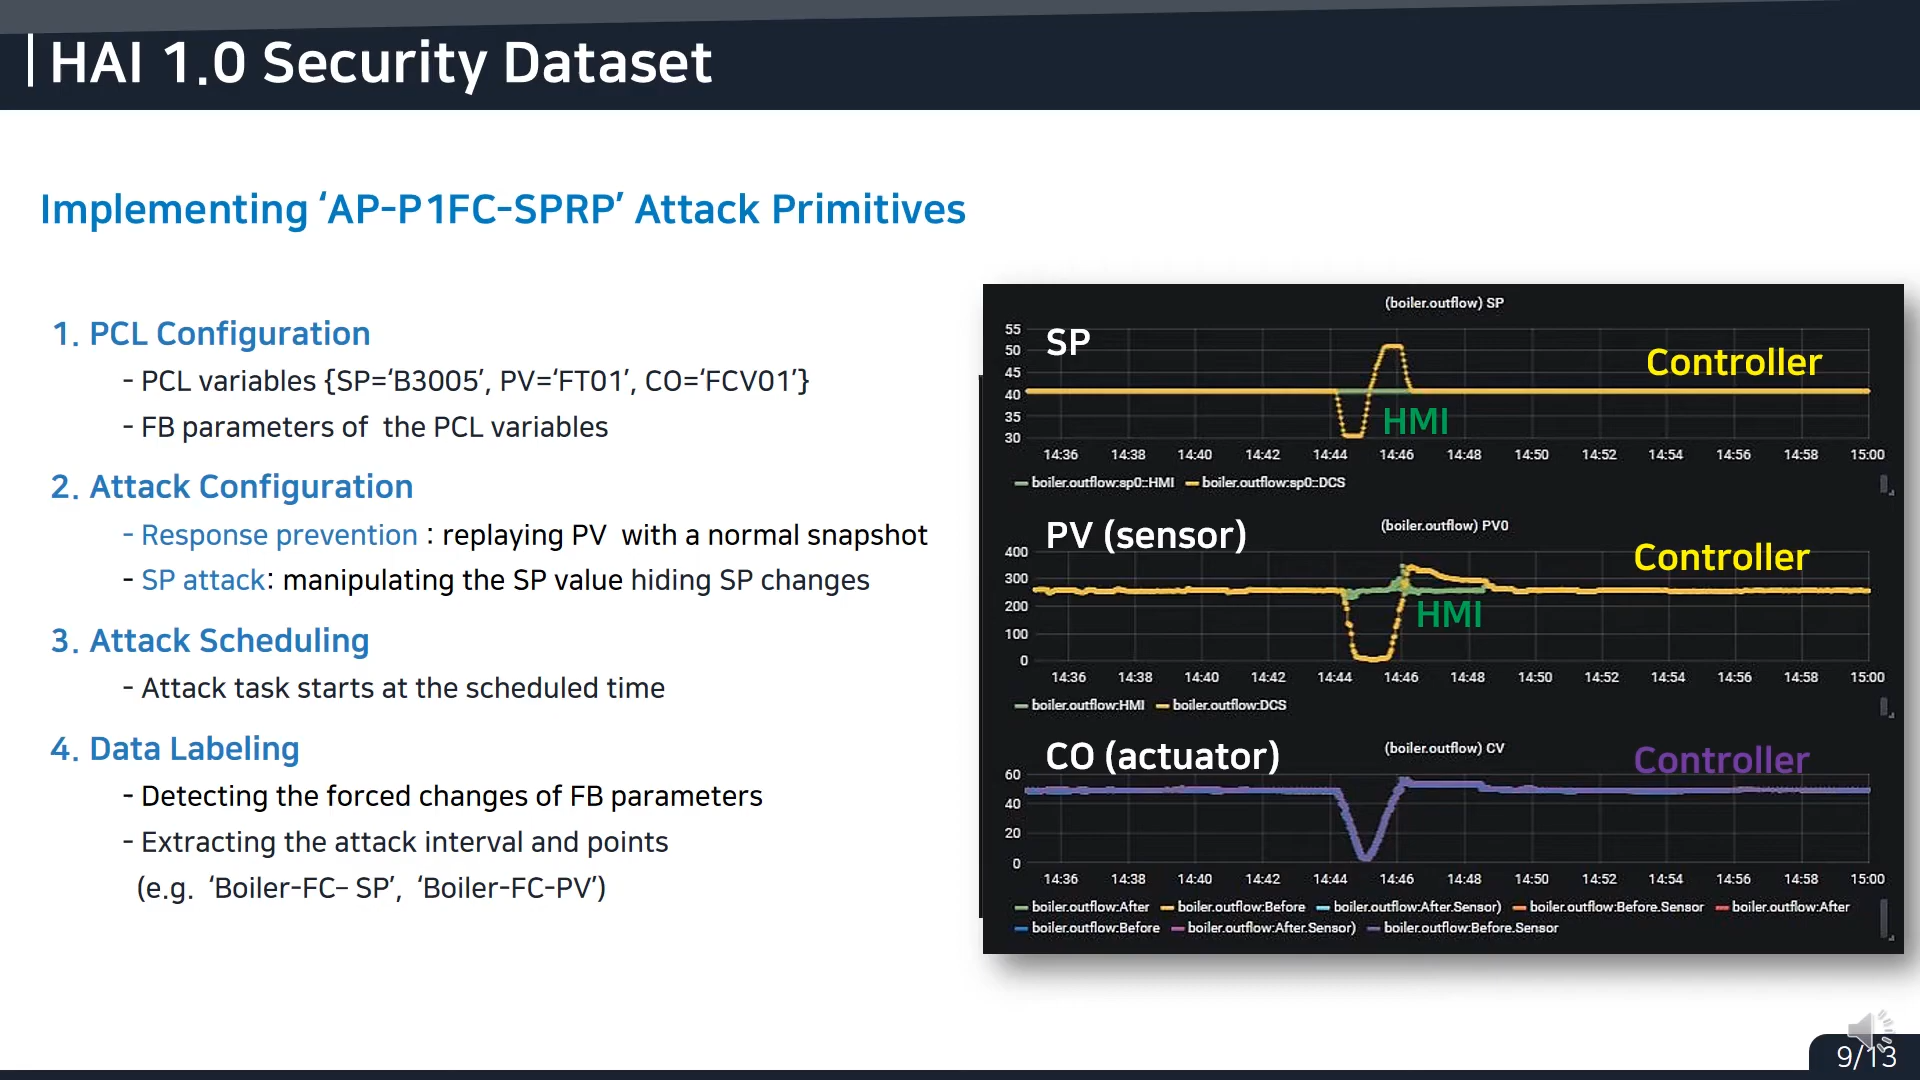 HAI 1.0 Security Dataset
Implementing ‘AP-P1FC-SPRP’ Attack Primitives
1. PCL Configuration
- PCL variables {SP=‘B3005’, PV=‘FT01’, CO=‘FCV01’}
- FB parameters of the PCL variables
2. Attack Configuration
- Response prevention : replaying PV with a normal snapshot
- SP attack: manipulating the SP value hiding SP changes
3. Attack Scheduling
- Attack task starts at the scheduled time
4. Data Labeling
- Detecting the forced changes of FB parameters
- Extracting the attack interval and points
(e.g. ‘Boiler-FC– SP’, ‘Boiler-FC-PV’)
(boiler.outflow) SP
SP
Controller
HMI
55
50
45
40
35
30
14:36 14:38 14:40 14:42 14:44 14:46 14:48 14:50 14:52 14:54 14:56 14:58 15:00
boiler.outflow:sp0::HMI boiler.outflow:sp0::DCS
(boiler.outflow) PV0
PV (sensor)
Controller
HMI
400
300
200
100
0
14:36 14:38 14:40 14:42 14:44 14:46 14:48 14:50 14:52 14:54 14:56 14:58 15:00
boiler.outflow:HMI boiler.outflow:DCS
(boiler.outflow) CV
CO (actuator)
Controller
60
40
20
0
14:36 14:38 14:40 14:42 14:44 14:46 14:48 14:50 14:52 14:54 14:56 14:58 15:00
boiler.outflow:After boiler.outflow:Before boiler.outflow:After.Sensor) boiler.outflow:Before.Sensor boiler.outflow:After
boiler.outflow:Before boiler.outflow:After.Sensor) boiler.outflow:Before.Sensor
9/13